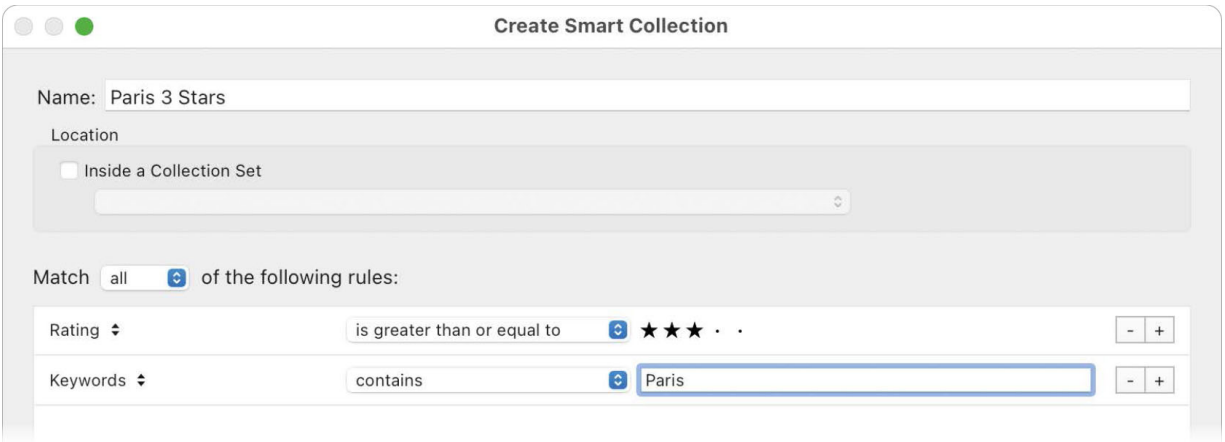 Create Smart Collection
Name: Paris 3 Stars
Location
Inside a Collection Set
Match all of the following rules:
Rating is greater than or equal to ★★★ · · - +
Keywords contains Paris - +